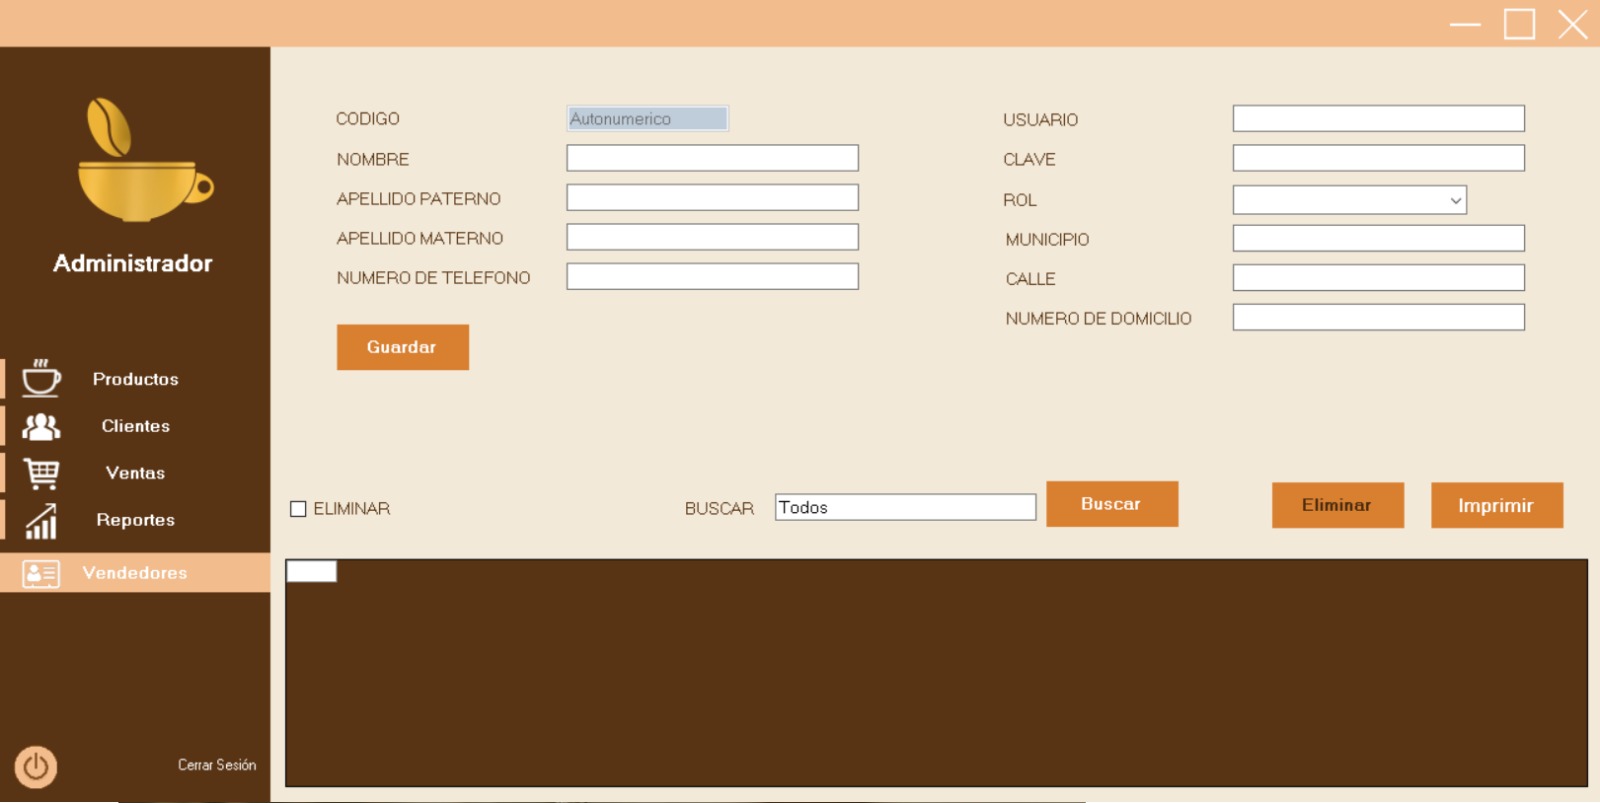 Administrador
Productos
Clientes
Ventas
Reportes
Vendedores
Cerrar Sesión
CODIGO
Autonumerico
NOMBRE
APELLIDO PATERNO
APELLIDO MATERNO
NUMERO DE TELEFONO
Guardar
USUARIO
CLAVE
ROL
MUNICIPIO
CALLE
NUMERO DE DOMICILIO
ELIMINAR
BUSCAR
Todos
Buscar
Eliminar
Imprimir